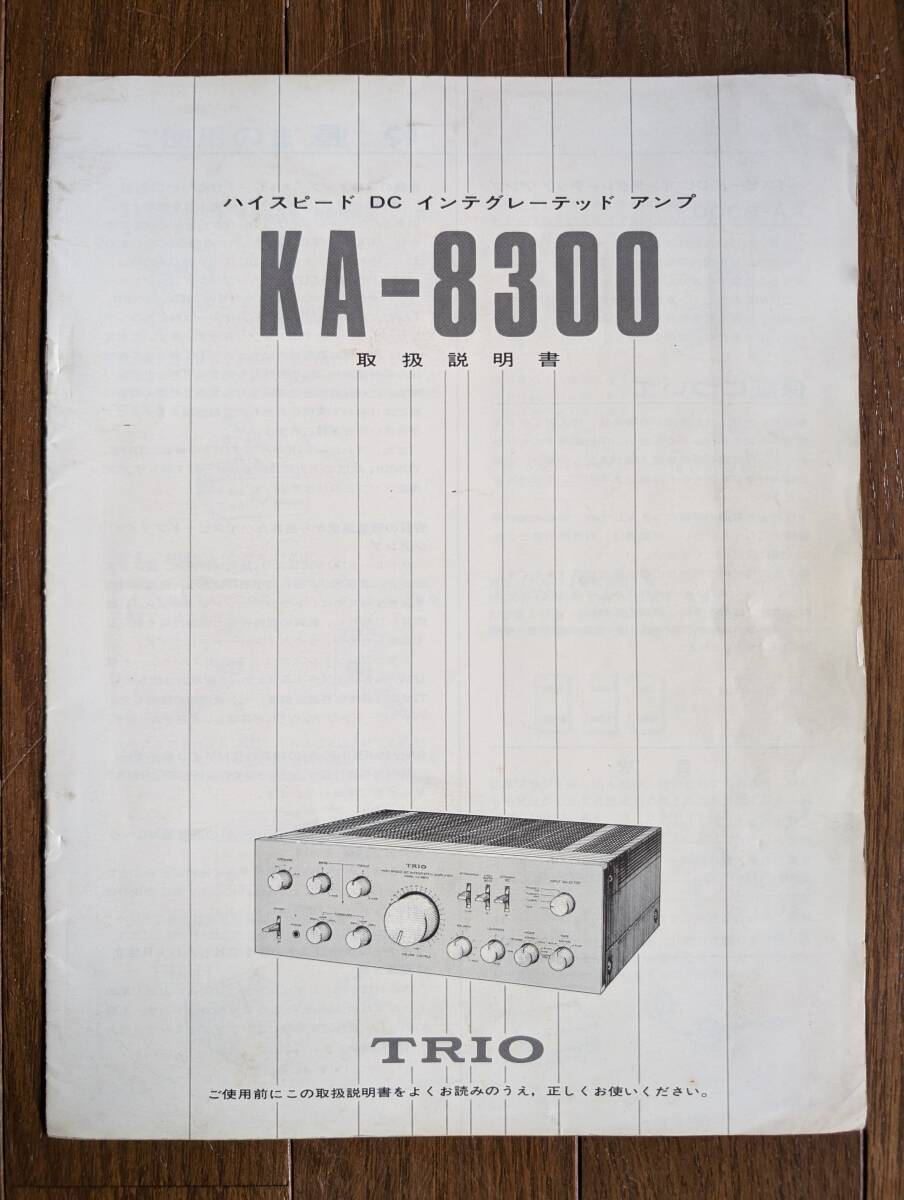 ハイスピード DC インテグレーテッド アンプ
KA-8300
取扱説明書
TRIO
INPUT SELECTOR
TRIO
ご使用前にこの取扱説明書をよくお読みのうえ，正しくお使いください。